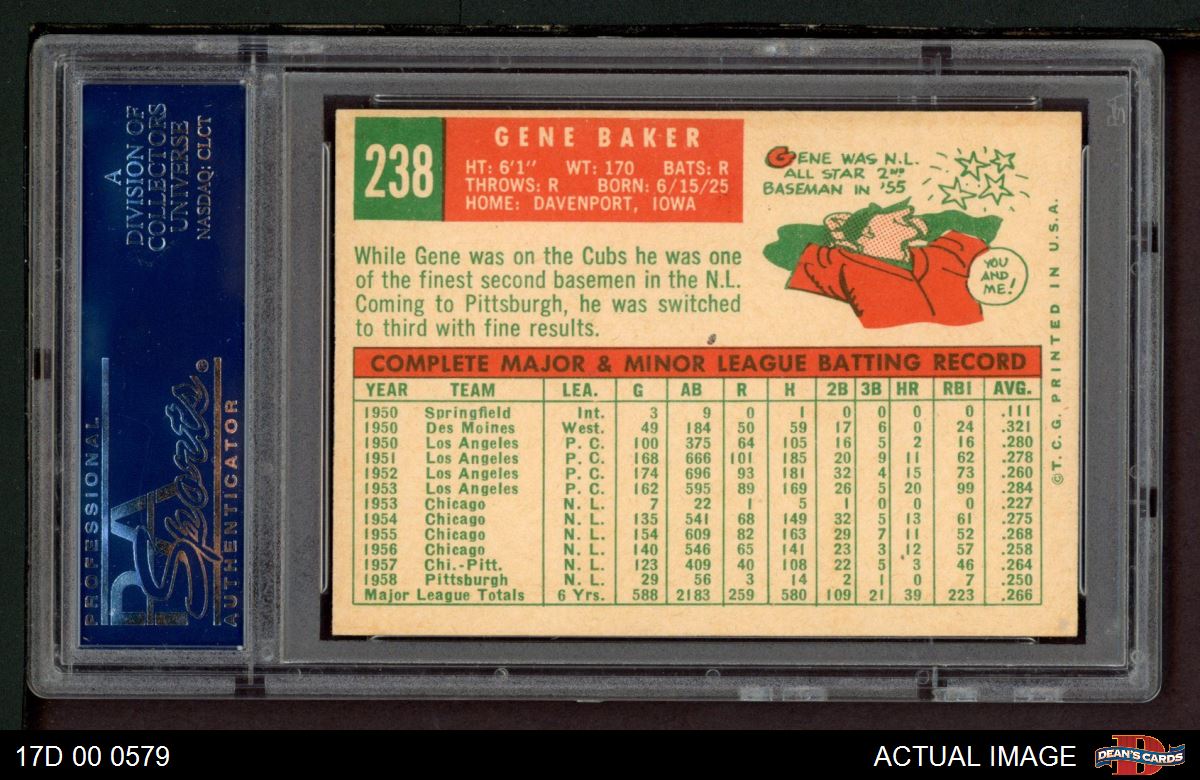 A
DIVISION OF
COLLECTORS
UNIVERSE
NASDAQ: CLCT
PROFESSIONAL
PSA
Sports®
AUTHENTICATOR
238
GENE BAKER
HT: 6'1" WT: 170 BATS: R
THROWS: R BORN: 6/15/25
HOME: DAVENPORT, IOWA
GENE WAS N.L.
ALL STAR 2ND
BASEMAN IN '55
YOU
AND
ME!
While Gene was on the Cubs he was one
of the finest second basemen in the N.L.
Coming to Pittsburgh, he was switched
to third with fine results.
COMPLETE MAJOR & MINOR LEAGUE BATTING RECORD
YEAR TEAM LEA. G AB R H 2B 3B HR RBI AVG.
1950 Springfield Int. 3 9 0 1 0 0 0 0 .111
1950 Des Moines West. 49 184 50 59 17 6 0 24 .321
1950 Los Angeles P. C. 100 375 64 105 16 5 2 16 .280
1951 Los Angeles P. C. 168 666 101 185 20 9 11 62 .278
1952 Los Angeles P. C. 174 696 93 181 32 4 15 73 .260
1953 Los Angeles P. C. 162 595 89 169 26 5 20 99 .284
1953 Chicago N. L. 7 22 1 5 1 0 0 0 .227
1954 Chicago N. L. 135 541 68 149 32 5 13 61 .275
1955 Chicago N. L. 154 609 82 163 29 7 11 52 .268
1956 Chicago N. L. 140 546 65 141 23 3 12 57 .258
1957 Chi.-Pitt. N. L. 123 409 40 108 22 5 3 46 .264
1958 Pittsburgh N. L. 29 56 3 14 2 1 0 7 .250
Major League Totals 6 Yrs. 588 2183 259 580 109 21 39 223 .266
©T. C. G. PRINTED IN U.S.A.
17D 00 0579
ACTUAL IMAGE
D
DEAN'S CARDS